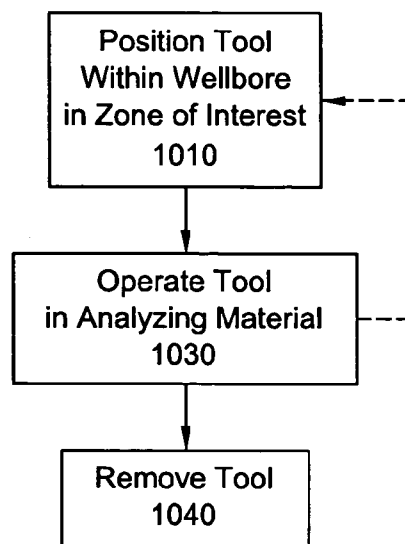 Position Tool
Within Wellbore
in Zone of Interest
1010
Operate Tool
in Analyzing Material
1030
Remove Tool
1040